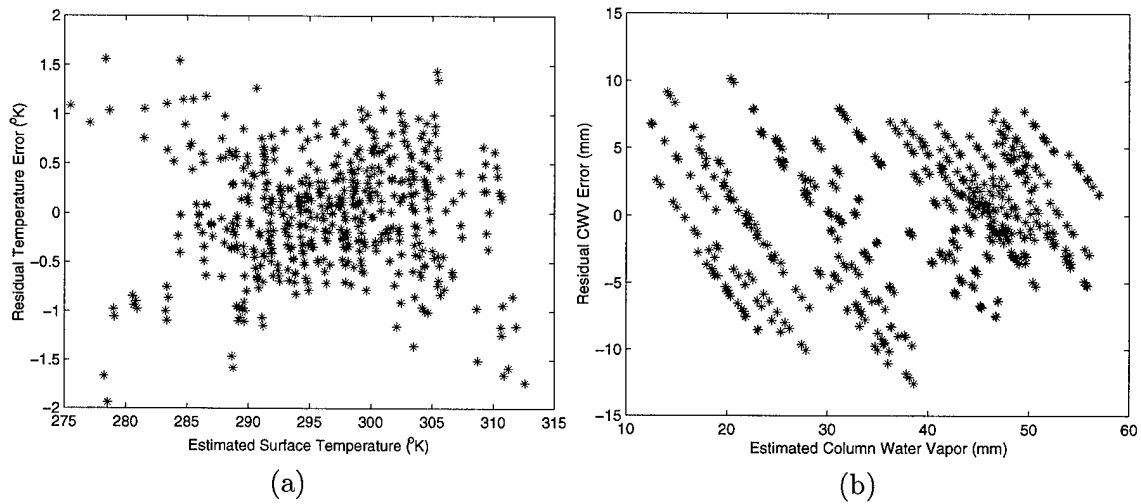 2
1.5
1
0.5
0
−0.5
−1
−1.5
−2
Residual Temperature Error (°K)
275 280 285 290 295 300 305 310 315
Estimated Surface Temperature (°K)
(a)
15
10
5
0
−5
−10
−15
Residual CWV Error (mm)
10 20 30 40 50 60
Estimated Column Water Vapor (mm)
(b)